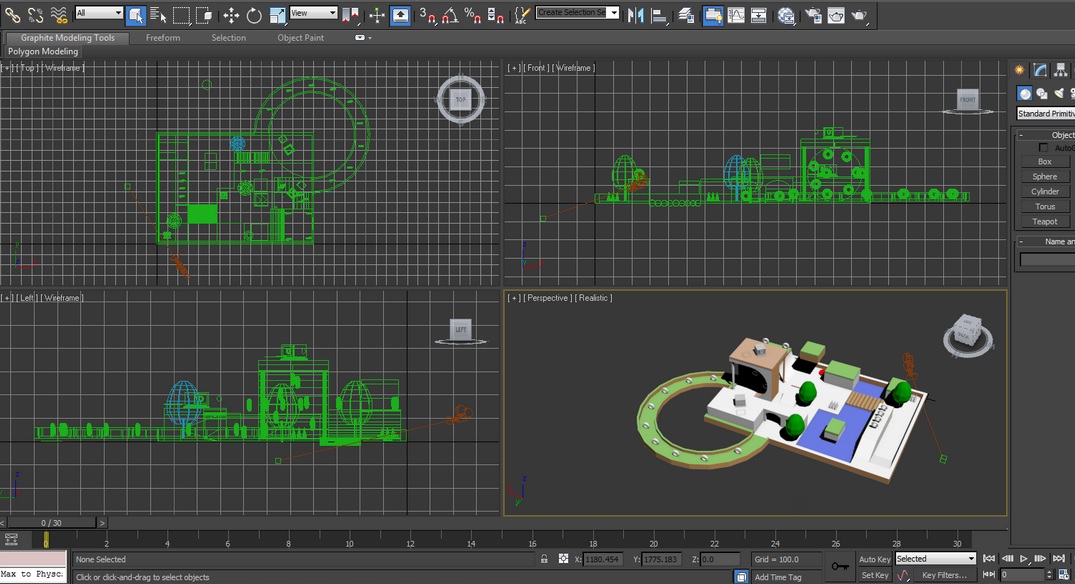 All
View
3
%
Create Selection Se
ABC
Graphite Modeling Tools Freeform Selection Object Paint
Polygon Modeling
[ + ] [ Top ] [ Wireframe ]
TOP
[ + ] [ Front ] [ Wireframe ]
FRONT
[ + ] [ Left ] [ Wireframe ]
LEFT
[ + ] [ Perspective ] [ Realistic ]
Standard Primitiv
Object
AutoG
Box
Sphere
Cylinder
Torus
Teapot
Name an
< 0 / 30 >
0 2 4 6 8 10 12 14 16 18 20 22 24 26 28 30
None Selected X: 1180.454 Y: 1775.183 Z: 0.0 Grid = 100.0 Auto Key Selected
Max to Physc Click or click-and-drag to select objects Add Time Tag Set Key Key Filters... 0